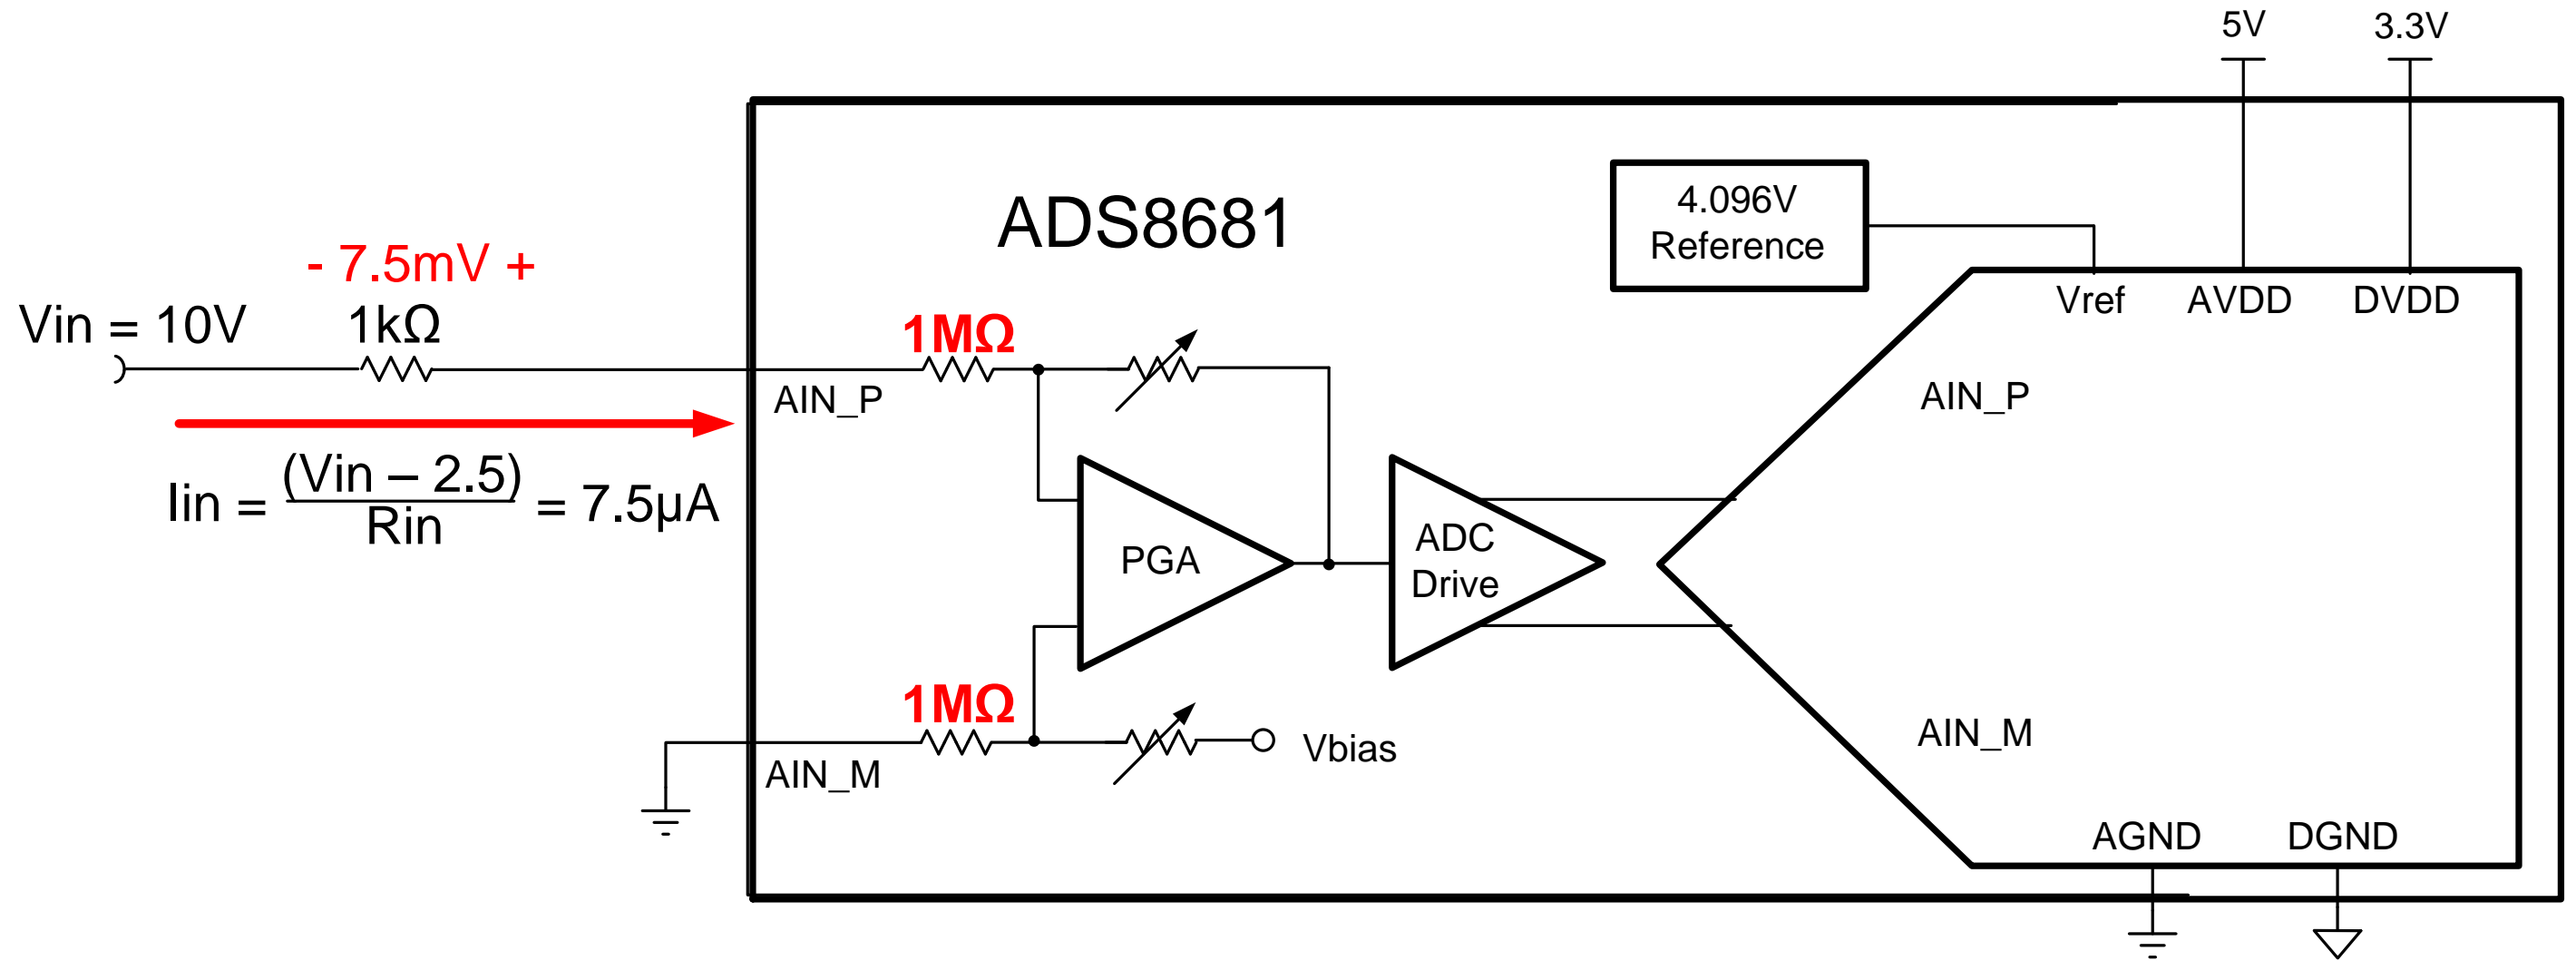 5V
3.3V
ADS8681
4.096V
Reference
- 7.5mV +
Vin = 10V
1kΩ
1MΩ
Vref
AVDD
DVDD
AIN_P
AIN_P
Iin = (Vin – 2.5)
Rin
= 7.5µA
PGA
ADC
Drive
1MΩ
Vbias
AIN_M
AIN_M
AGND
DGND